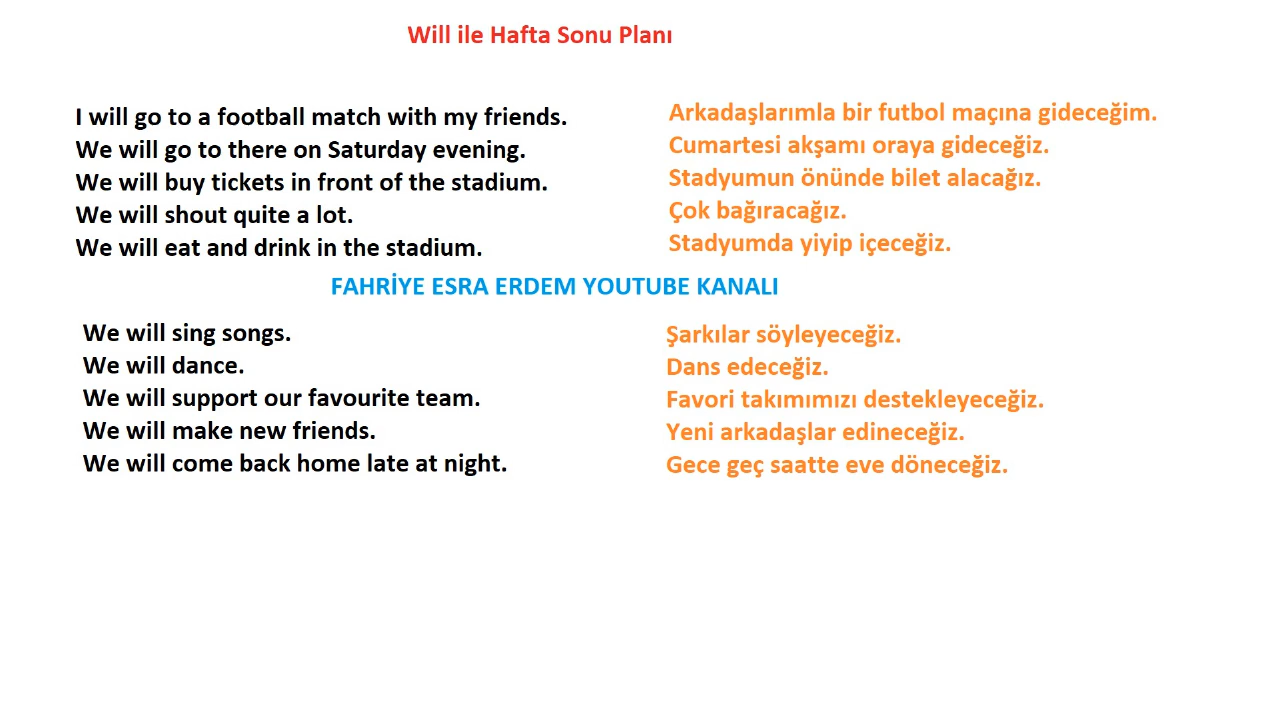 Will ile Hafta Sonu Planı
I will go to a football match with my friends.
We will go to there on Saturday evening.
We will buy tickets in front of the stadium.
We will shout quite a lot.
We will eat and drink in the stadium.
Arkadaşlarımla bir futbol maçına gideceğim.
Cumartesi akşamı oraya gideceğiz.
Stadyumun önünde bilet alacağız.
Çok bağıracağız.
Stadyumda yiyip içeceğiz.
FAHRİYE ESRA ERDEM YOUTUBE KANALI
We will sing songs.
We will dance.
We will support our favourite team.
We will make new friends.
We will come back home late at night.
Şarkılar söyleyeceğiz.
Dans edeceğiz.
Favori takımımızı destekleyeceğiz.
Yeni arkadaşlar edineceğiz.
Gece geç saatte eve döneceğiz.